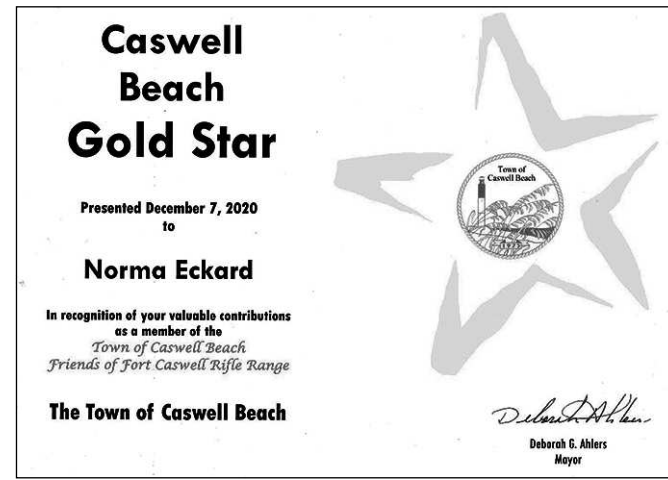 Caswell
Beach
Gold Star
Presented December 7, 2020
to
Norma Eckard
In recognition of your valuable contributions
as a member of the
Town of Caswell Beach
Friends of Fort Caswell Rifle Range
The Town of Caswell Beach
Town of
Caswell Beach
Deborah G. Ahlers
Mayor